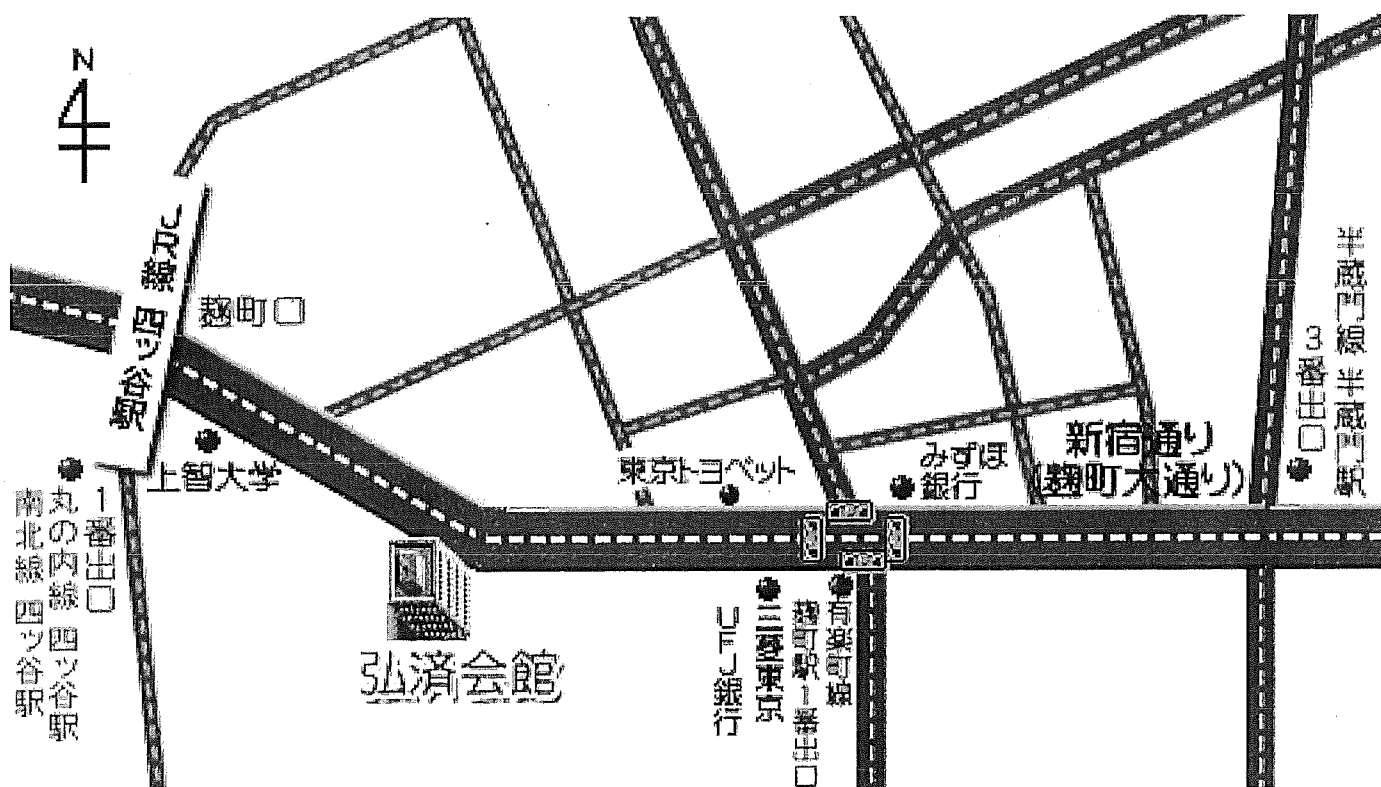 N
JR線 四ッ谷駅
麹町口
上智大学
1番出口
丸の内線 四ッ谷駅
南北線 四ッ谷駅
弘済会館
東京トヨペット
みずほ
銀行
新宿通り
(麹町大通り)
半蔵門線 半蔵門駅
3番出口
有楽町線
麹町駅1番出口
三菱東京
UFJ銀行